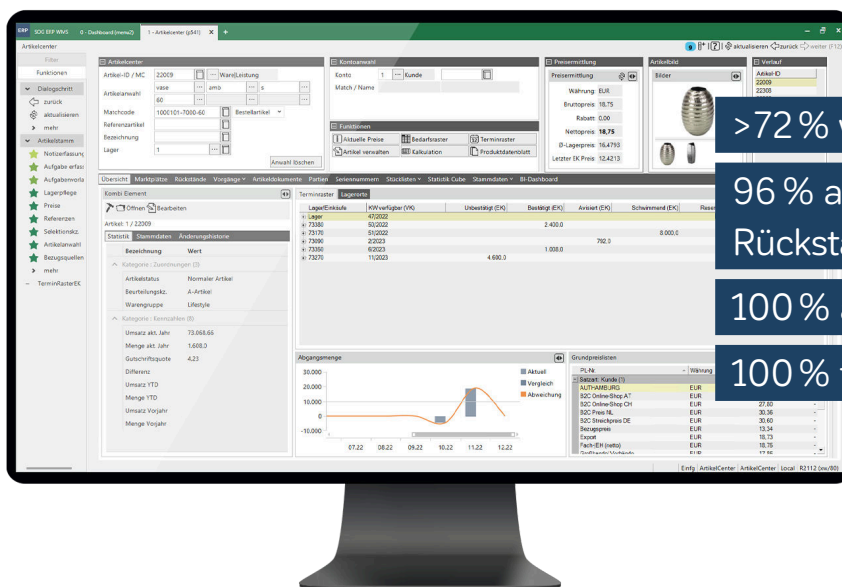 ERP SDG ERP WMS 0 - Dashboard (menu2) 1 - Artikelcenter (p541) X +
Artikelcenter aktualisieren zurück weiter (F12)
Filter
Funktionen
Dialogschritt
zurück
aktualisieren
mehr
Artikelstamm
Notizerfassung
Aufgabe erfass
Aufgabenvorla
Lagerpflege
Preise
Referenzen
Selektionskz.
Artikelanwahl
Bezugsquellen
mehr
TerminRasterEK
Artikelcenter
Artikel-ID / MC 22009 Ware|Leistung
Artikelanwahl vase amb s
60
Matchcode 1000101-7000-60 Bestellartikel
Referenzartikel
Bezeichnung
Lager 1
Anwahl löschen
Kontoanwahl
Konto 1 Kunde
Match / Name
Funktionen
Aktuelle Preise Bedarfsraster Terminraster
Artikel verwalten Kalkulation Produktdatenblatt
Preisermittlung
Preisermittlung
Währung EUR
Bruttopreis 18,75
Rabatt 0,00
Nettopreis 18,75
Ø-Lagerpreis 16,4793
Letzter EK Preis 12,4213
Artikelbild
Bilder
Verlauf
Artikel-ID
22009
22308
>72 %
96 % a
Rücksta
100 %
100 %
Übersicht Marktplätze Rückstände Vorgänge Artikeldokumente Partien Seriennummern Stücklisten Statistik Cube Stammdaten BI-Dashboard
Kombi Element
Öffnen Bearbeiten
Artikel: 1 / 22009
Statistik Stammdaten Änderungshistorie
Bezeichnung Wert
Kategorie : Zuordnungen (3)
Artikelstatus Normaler Artikel
Beurteilungskz. A-Artikel
Warengruppe Lifestyle
Kategorie : Kennzahlen (8)
Umsatz akt. Jahr 73.068,66
Menge akt. Jahr 1.608,0
Gutschriftsquote 4,23
Differenz
Umsatz YTD
Menge YTD
Umsatz Vorjahr
Menge Vorjahr
Terminraster Lagerorte
Lager/Einkäufe KW verfügbar (VK) Unbestätigt (EK) Bestätigt (EK) Avisiert (EK) Schwimmend (EK) Rese
Lager 47/2022
73380 50/2022 2.400,0
73170 51/2022 8.000,0
73090 2/2023 792,0
73350 6/2023 1.008,0
73270 11/2023 4.600,0
Abgangsmenge
30.000
20.000
10.000
0
-10.000
07.22 08.22 09.22 10.22 11.22 12.22
Aktuell
Vergleich
Abweichung
Grundpreislisten
PL-Nr. Währung
Satzart: Kunde (1)
AUTHAMBURG EUR
B2C Online-Shop AT EUR
B2C Online-Shop CH EUR 27,80
B2C Preis NL EUR 30,36
B2C Streichpreis DE EUR 30,60
Bezugspreis EUR 13,34
Export EUR 18,73
Fach-EH (netto) EUR 18,75
EUR
Einfg ArtikelCenter ArtikelCenter Local R2112 (xw/80)